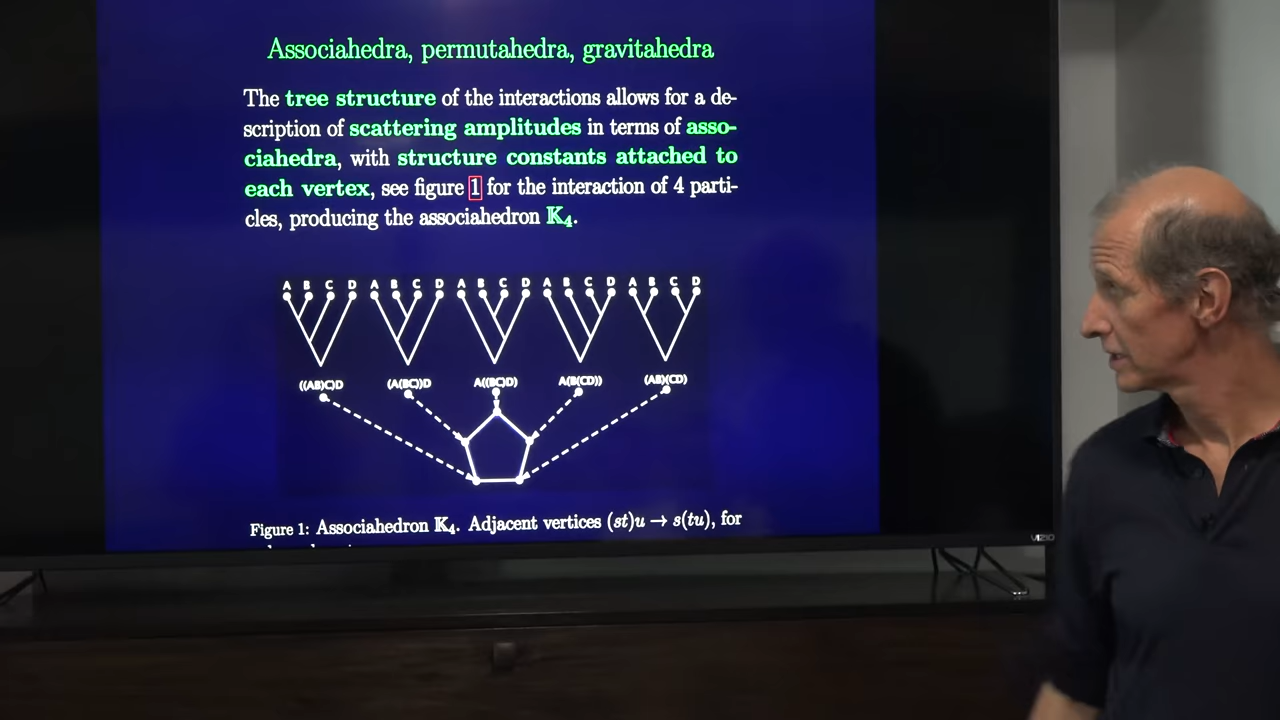 Associahedra, permutahedra, gravitahedra
The tree structure of the interactions allows for a de-
scription of scattering amplitudes in terms of asso-
ciahedra, with structure constants attached to
each vertex, see figure 1 for the interaction of 4 parti-
cles, producing the associahedron 𝕂₄.
A B C D A B C D A B C D A B C D A B C D
((AB)C)D (A(BC))D A((BC)D) A(B(CD)) (AB)(CD)
Figure 1: Associahedron 𝕂₄. Adjacent vertices (st)u → s(tu), for
VIZIO